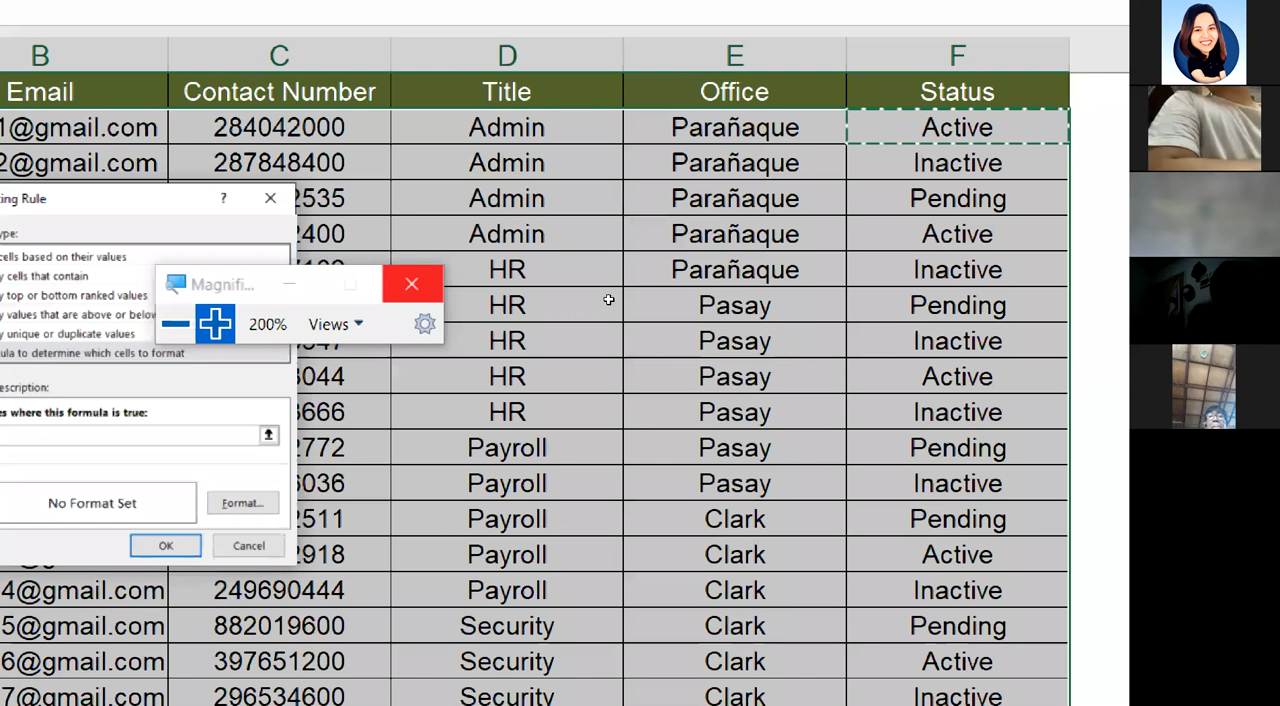 B C D E F
Email Contact Number Title Office Status
1@gmail.com 284042000 Admin Parañaque Active
2@gmail.com 287848400 Admin Parañaque Inactive
2535 Admin Parañaque Pending
2400 Admin Parañaque Active
HR Parañaque Inactive
HR Pasay Pending
HR Pasay Inactive
3044 HR Pasay Active
3666 HR Pasay Inactive
2772 Payroll Pasay Pending
6036 Payroll Pasay Inactive
2511 Payroll Clark Pending
2918 Payroll Clark Active
4@gmail.com 249690444 Payroll Clark Inactive
5@gmail.com 882019600 Security Clark Pending
6@gmail.com 397651200 Security Clark Active
7@gmail.com 296534600 Security Clark Inactive
ting Rule ?
ype:
cells based on their values
y cells that contain
y top or bottom ranked values
y values that are above or belo
y unique or duplicate values
ula to determine which cells to format
escription:
es where this formula is true:
No Format Set Format...
OK Cancel
Magnifi...
200% Views